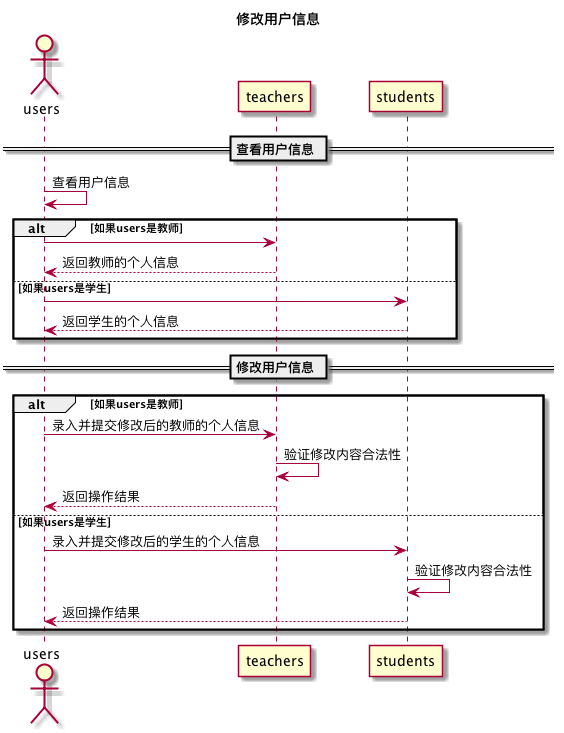 修改用户信息
users
teachers
students
查看用户信息
查看用户信息
alt
[如果users是教师]
返回教师的个人信息
[如果users是学生]
返回学生的个人信息
修改用户信息
alt
[如果users是教师]
录入并提交修改后的教师的个人信息
验证修改内容合法性
返回操作结果
[如果users是学生]
录入并提交修改后的学生的个人信息
验证修改内容合法性
返回操作结果
users
teachers
students